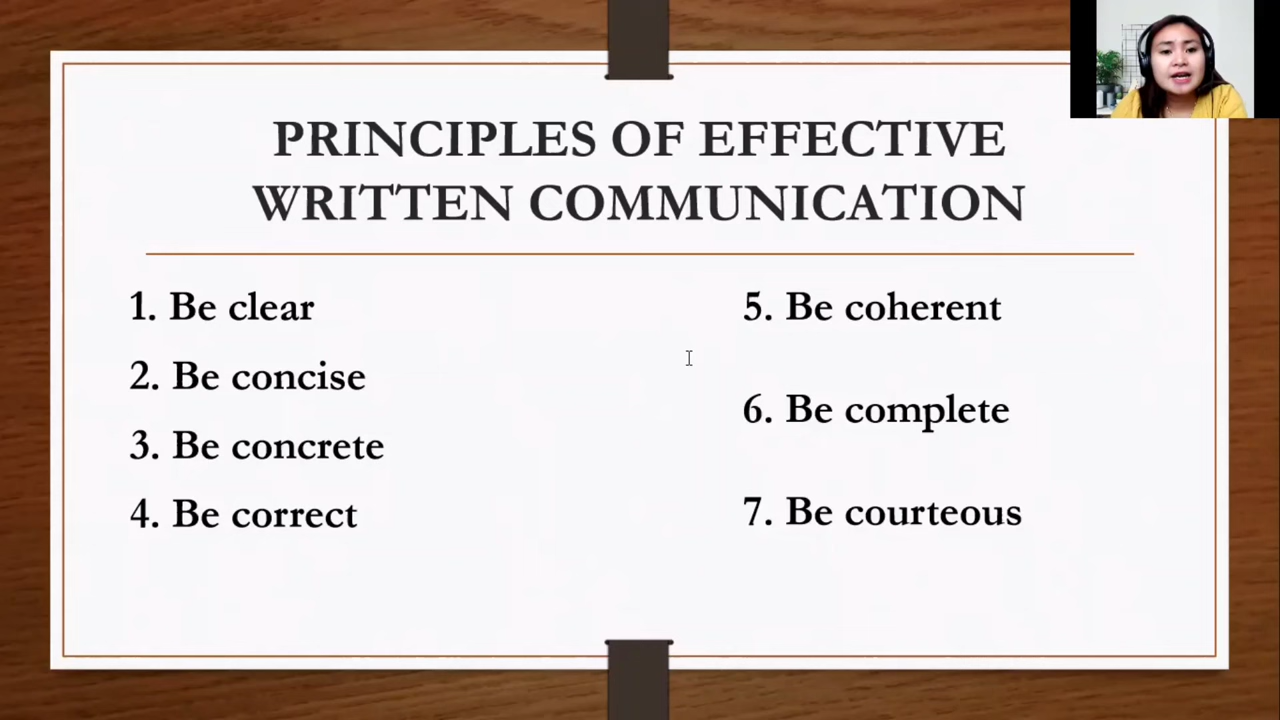 PRINCIPLES OF EFFECTIVE
WRITTEN COMMUNICATION
1. Be clear
2. Be concise
3. Be concrete
4. Be correct
5. Be coherent
6. Be complete
7. Be courteous